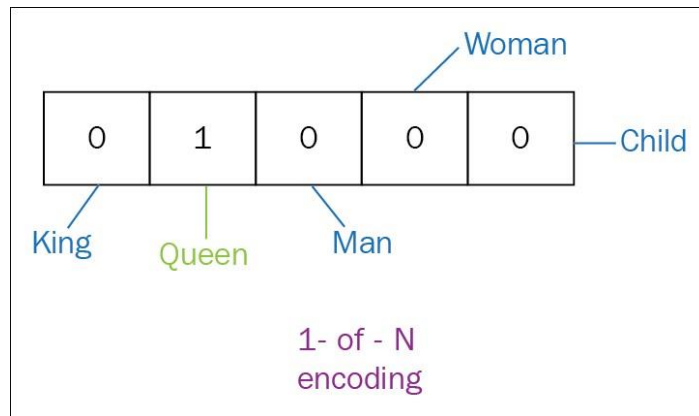 Woman
0 1 0 0 0
Child
King
Queen
Man
1- of - N
encoding